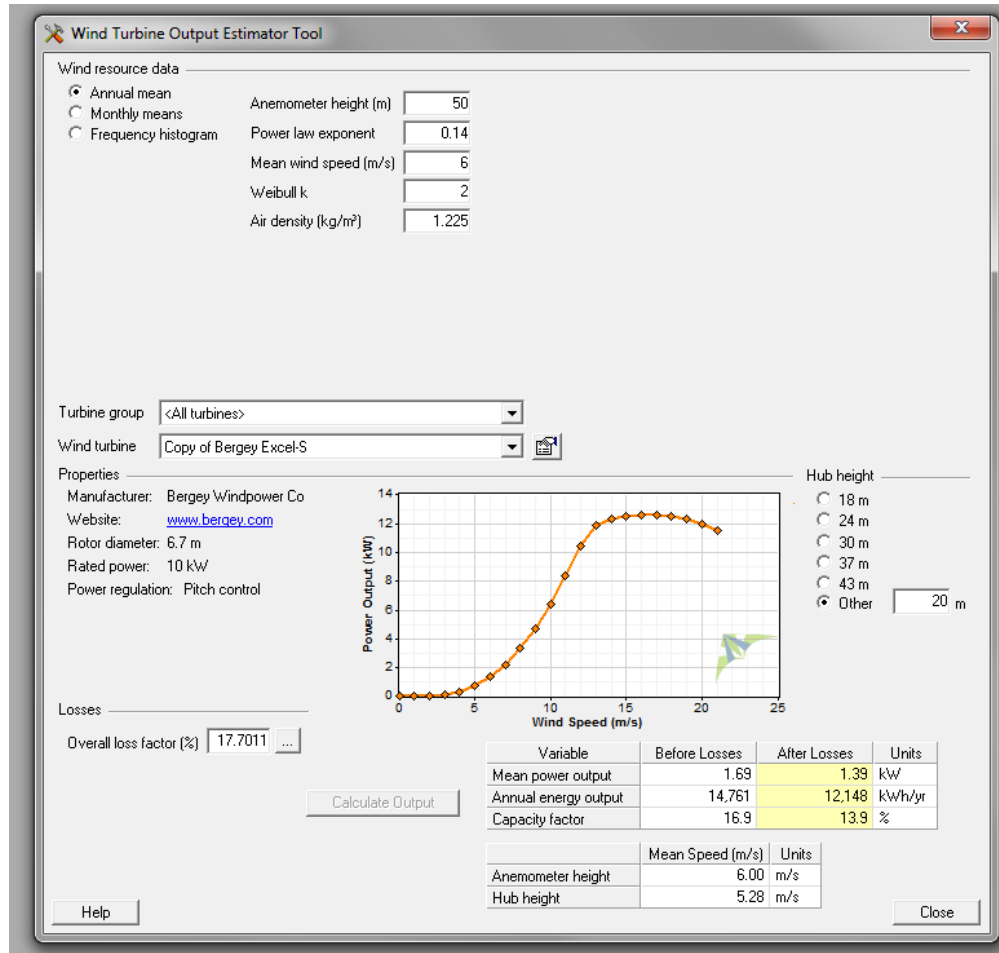 Wind Turbine Output Estimator Tool
Wind resource data
Annual mean
Monthly means
Frequency histogram
Anemometer height (m) 50
Power law exponent 0.14
Mean wind speed (m/s) 6
Weibull k 2
Air density (kg/m³) 1.225
Turbine group <All turbines>
Wind turbine Copy of Bergey Excel-S
Properties
Manufacturer: Bergey Windpower Co
Website: www.bergey.com
Rotor diameter: 6.7 m
Rated power: 10 kW
Power regulation: Pitch control
Power Output (kW)
14
12
10
8
6
4
2
0
0 5 10 15 20 25
Wind Speed (m/s)
Hub height
18 m
24 m
30 m
37 m
43 m
Other 20 m
Losses
Overall loss factor (%) 17.7011 ...
Calculate Output
Variable Before Losses After Losses Units
Mean power output 1.69 1.39 kW
Annual energy output 14,761 12,148 kWh/yr
Capacity factor 16.9 13.9 %
Mean Speed (m/s) Units
Anemometer height 6.00 m/s
Hub height 5.28 m/s
Help Close